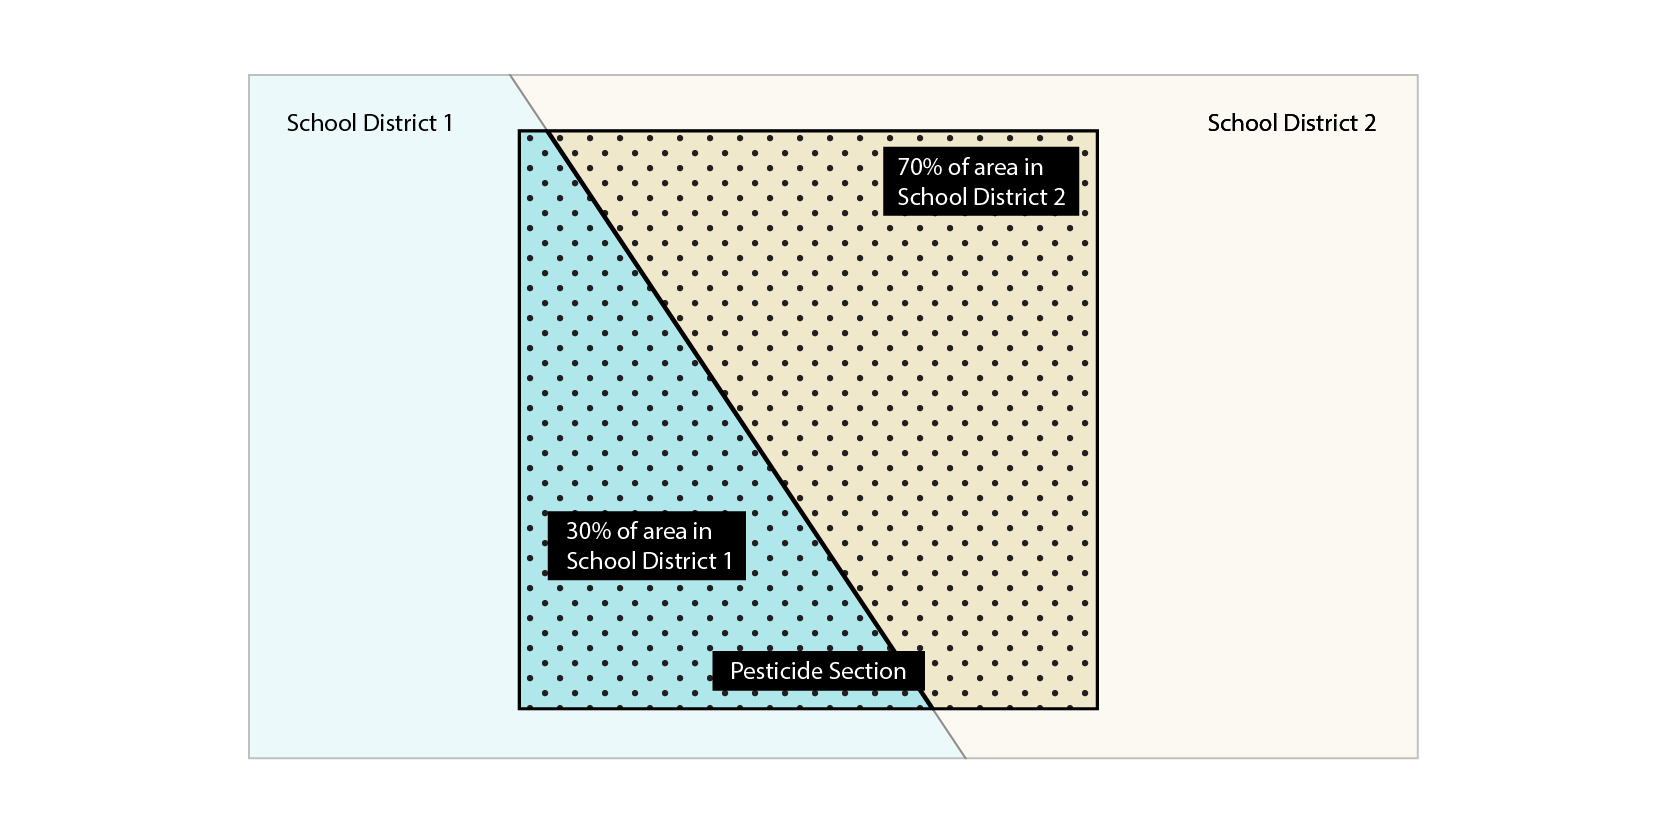 School District 1
School District 2
70% of area in
School District 2
30% of area in
School District 1
Pesticide Section